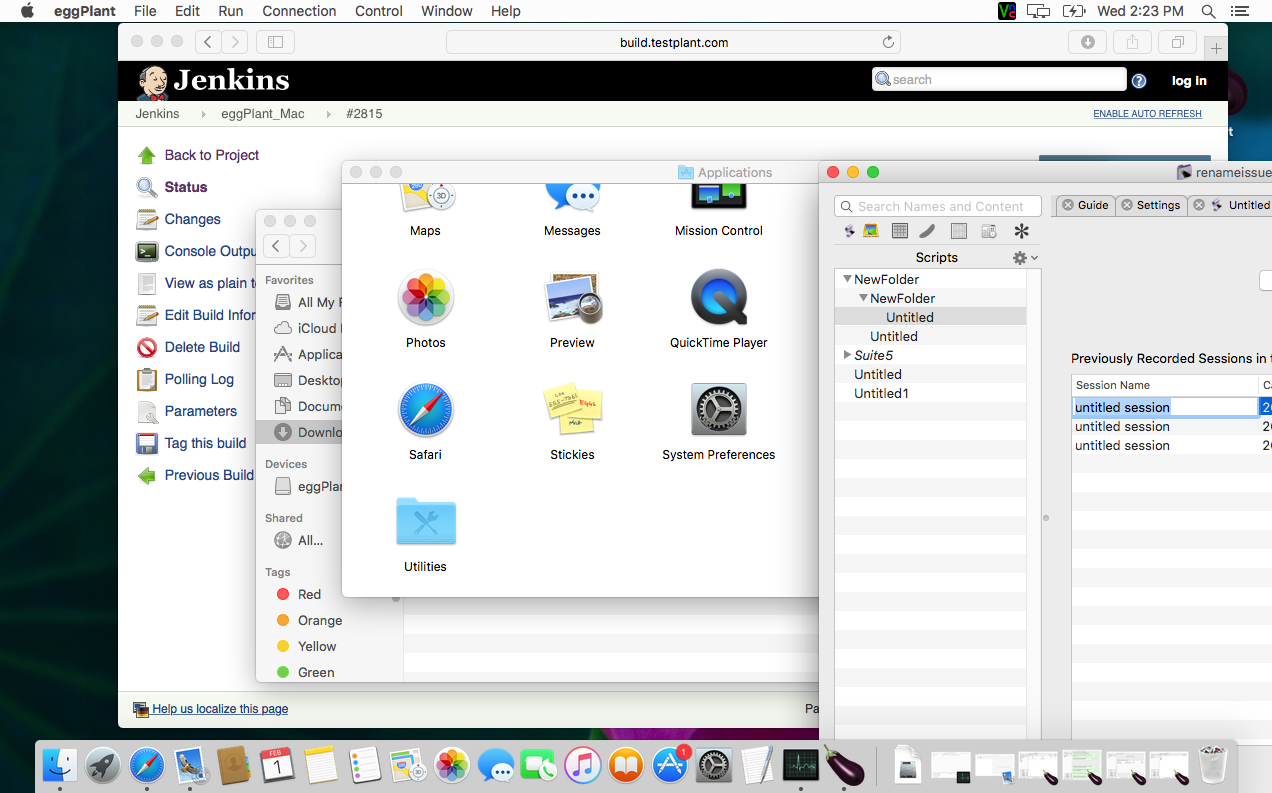 eggPlant File Edit Run Connection Control Window Help Wed 2:23 PM
build.testplant.com
Jenkins
search
log in
Jenkins eggPlant_Mac #2815
ENABLE AUTO REFRESH
Back to Project
Status
Changes
Console Outpu
View as plain t
Edit Build Infor
Delete Build
Polling Log
Parameters
Tag this build
Previous Build
Help us localize this page
Pa
Favorites
All My F
iCloud
Applica
Deskto
Docum
Downlo
Devices
eggPlan
Shared
All...
Tags
Red
Orange
Yellow
Green
Applications
Maps
Messages
Mission Control
Photos
Preview
QuickTime Player
Safari
Stickies
System Preferences
Utilities
renameissue
Search Names and Content
Guide
Settings
Untitled
Scripts
NewFolder
NewFolder
Untitled
Untitled
Suite5
Untitled
Untitled1
Previously Recorded Sessions in t
Session Name
untitled session
untitled session
untitled session
FEB
1
1